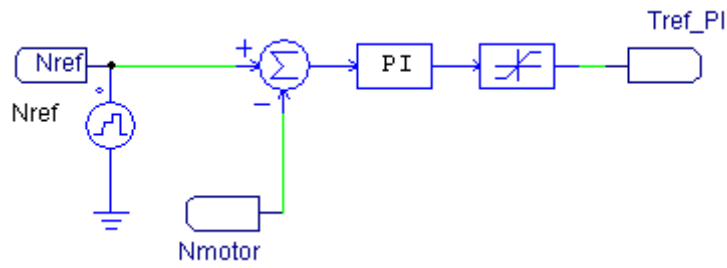 Tref_PI
Nref
+
Σ
PI
−
Nref
Nmotor